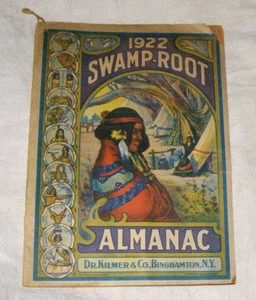 1922
SWAMP-ROOT
ALMANAC
DR. KILMER & CO., BINGHAMTON, N.Y.